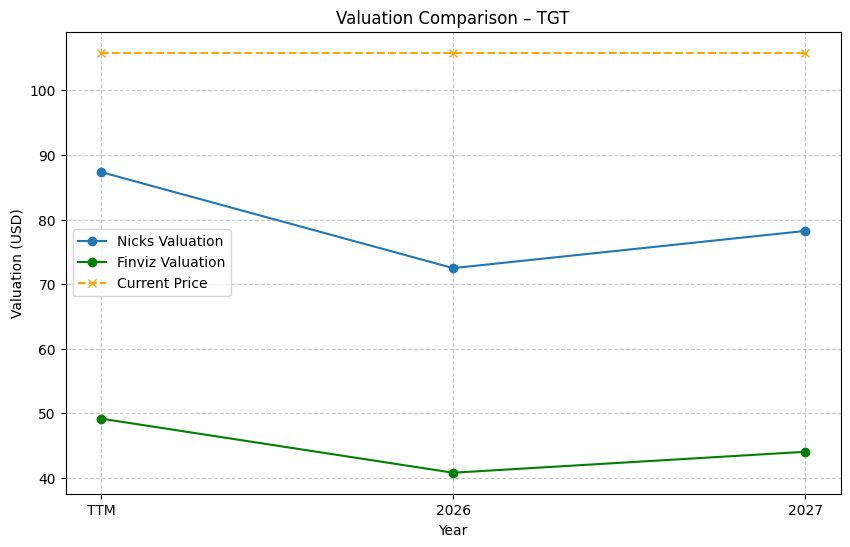 Valuation Comparison – TGT
Valuation (USD)
100
90
80
70
60
50
40
Nicks Valuation
Finviz Valuation
Current Price
TTM
2026
2027
Year